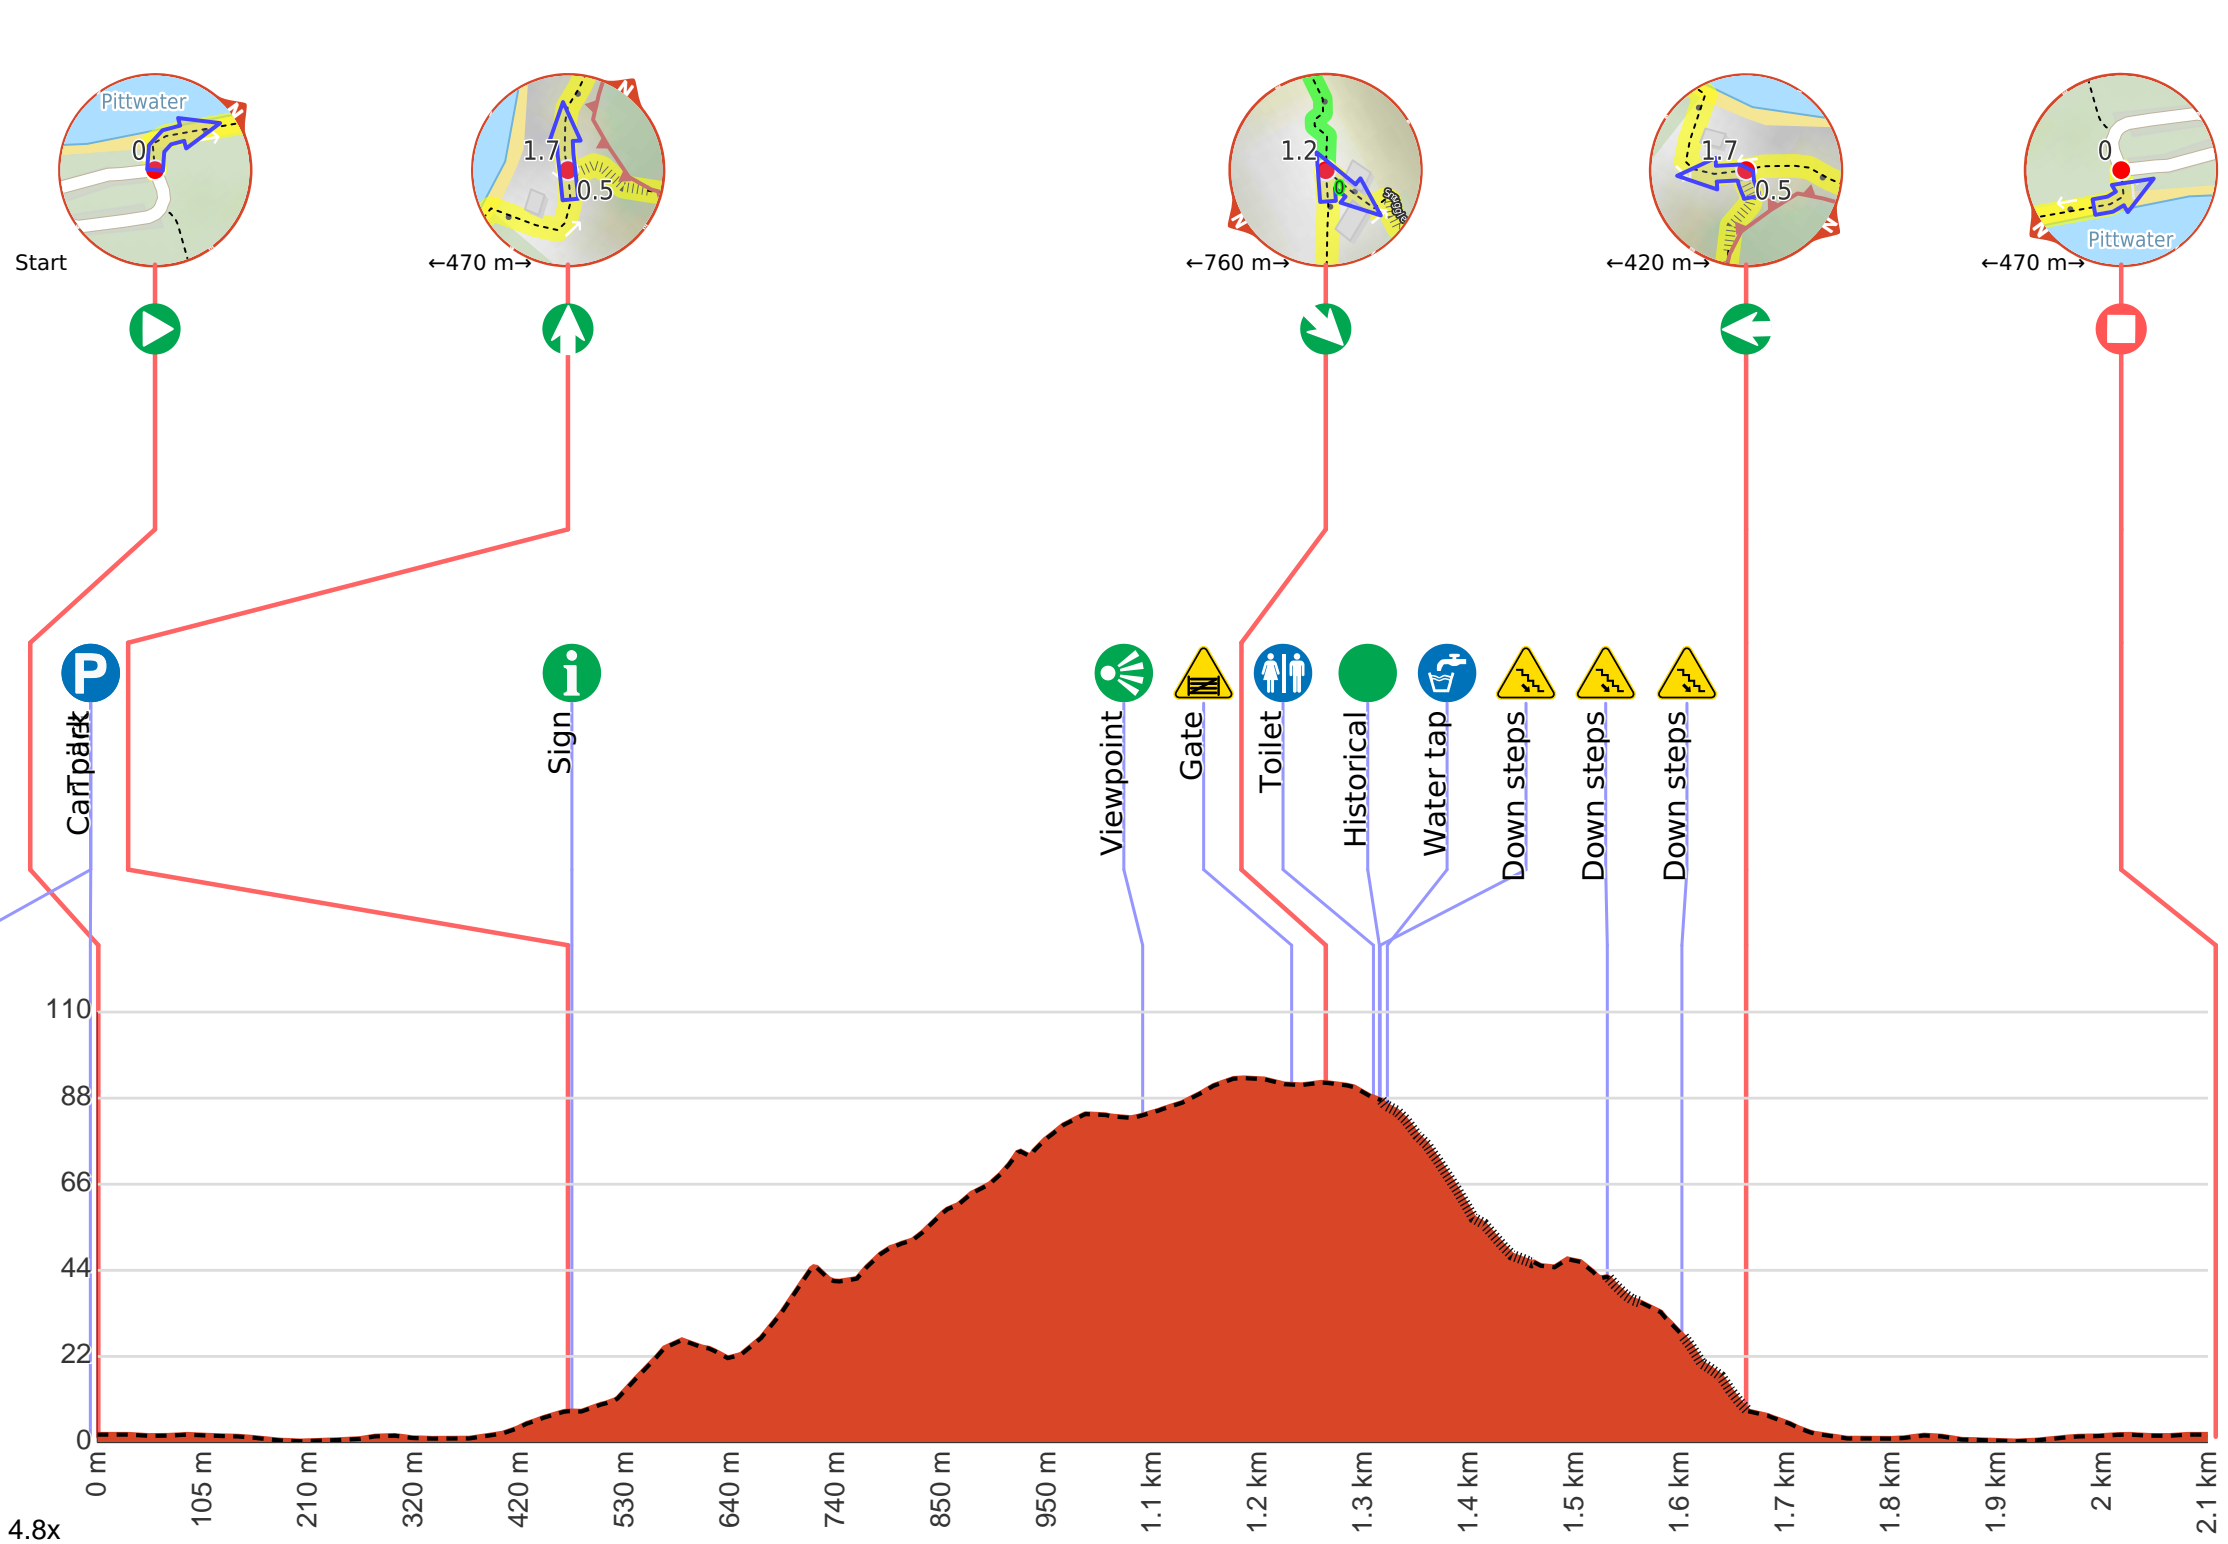 Pittwater
N
0
N
1.7
0.5
1.2
0
Smuggle
N
1.7
0.5
N
0
N
Pittwater
Start
←470 m→
←760 m→
←420 m→
←470 m→
P
i
Car park
Sign
Viewpoint
Gate
Toilet
Historical
Water tap
Down steps
Down steps
Down steps
110
88
66
44
22
0
0 m
105 m
210 m
320 m
420 m
530 m
640 m
740 m
850 m
950 m
1.1 km
1.2 km
1.3 km
1.4 km
1.5 km
1.6 km
1.7 km
1.8 km
1.9 km
2 km
2.1 km
4.8x